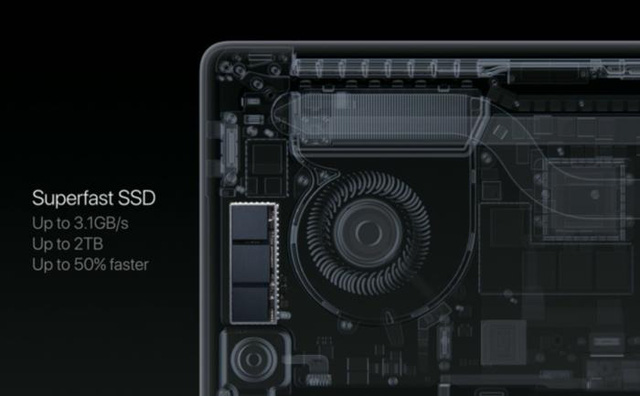 Superfast SSD
Up to 3.1GB/s
Up to 2TB
Up to 50% faster